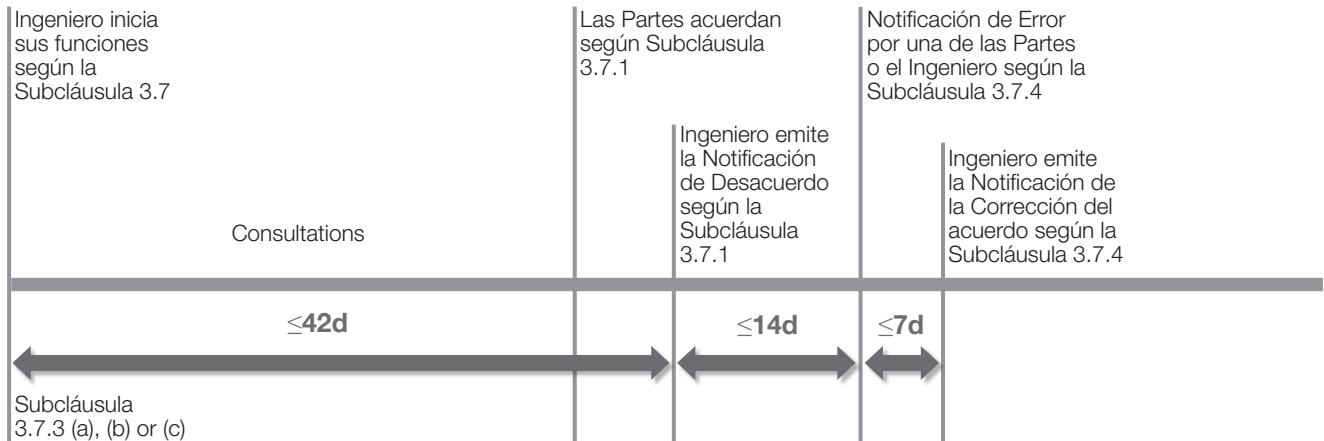 Ingeniero inicia
sus funciones
según la
Subcláusula 3.7
Las Partes acuerdan
según Subcláusula
3.7.1
Notificación de Error
por una de las Partes
o el Ingeniero según la
Subcláusula 3.7.4
Ingeniero emite
la Notificación
de Desacuerdo
según la
Subcláusula
3.7.1
Ingeniero emite
la Notificación de
la Corrección del
acuerdo según la
Subcláusula 3.7.4
Consultations
≤42d
≤14d
≤7d
Subcláusula
3.7.3 (a), (b) or (c)